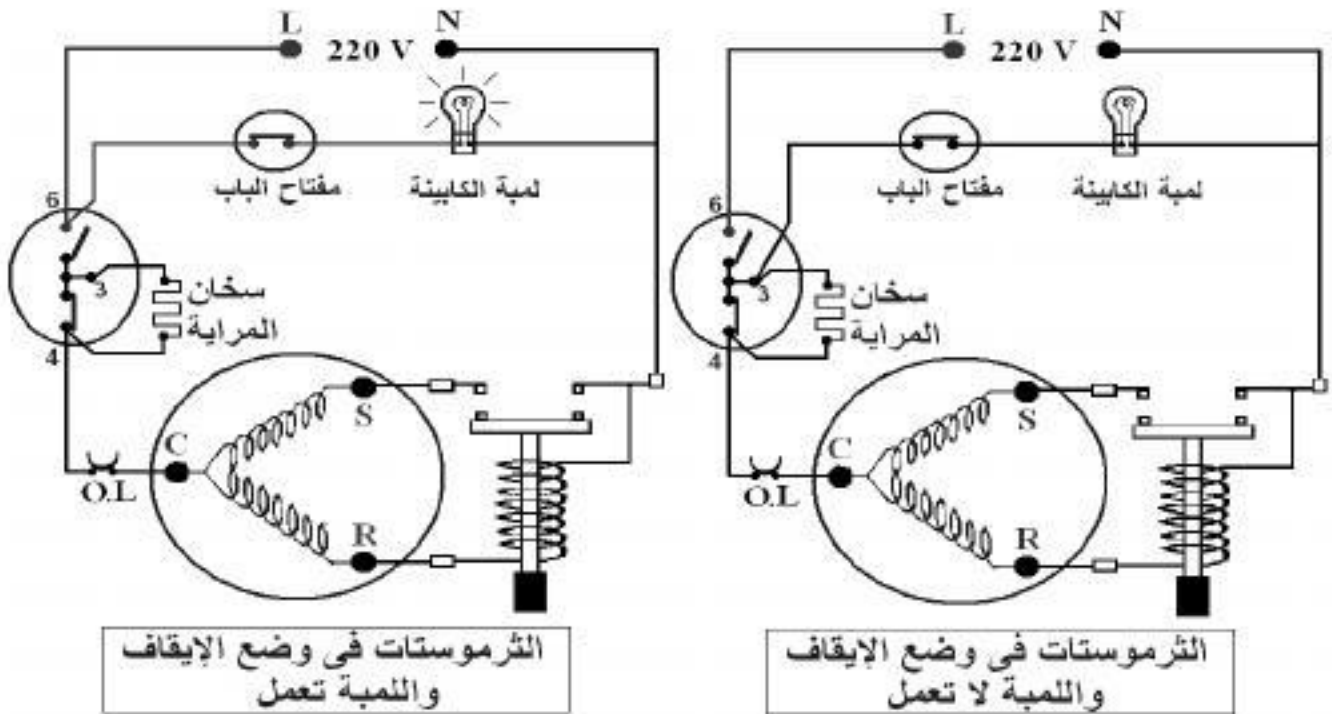 L 220 V N
مفتاح الباب
لمبة الكابينة
6
3
4
سخان
المراية
S
C
O.L
R
الثرموستات فى وضع الإيقاف
واللمبة تعمل
L 220 V N
مفتاح الباب
لمبة الكابينة
6
3
4
سخان
المراية
S
C
O.L
R
الثرموستات فى وضع الإيقاف
واللمبة لا تعمل